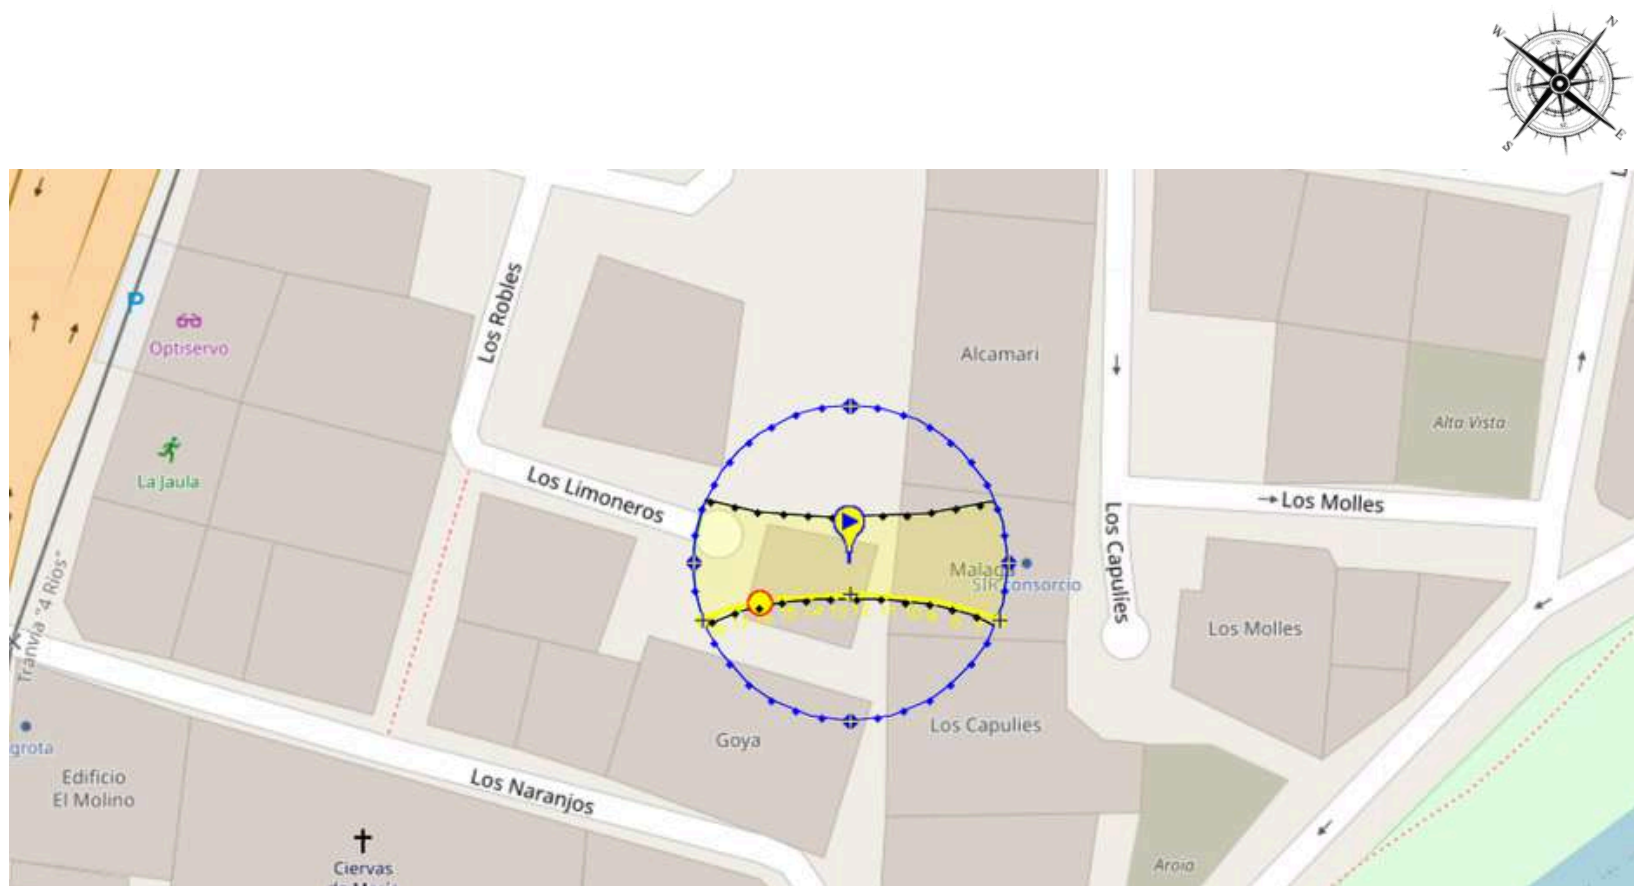 W
N
S
E
P
Optiservo
Los Robles
Alcamari
Alta Vista
La Jaula
Los Limoneros
Los Molles
Los Capulíes
Malaga
SIR consorcio
Tranvía "4 Ríos"
Los Molles
grota
Goya
Los Capulies
Edificio
El Molino
Los Naranjos
Ciervas
Aroia